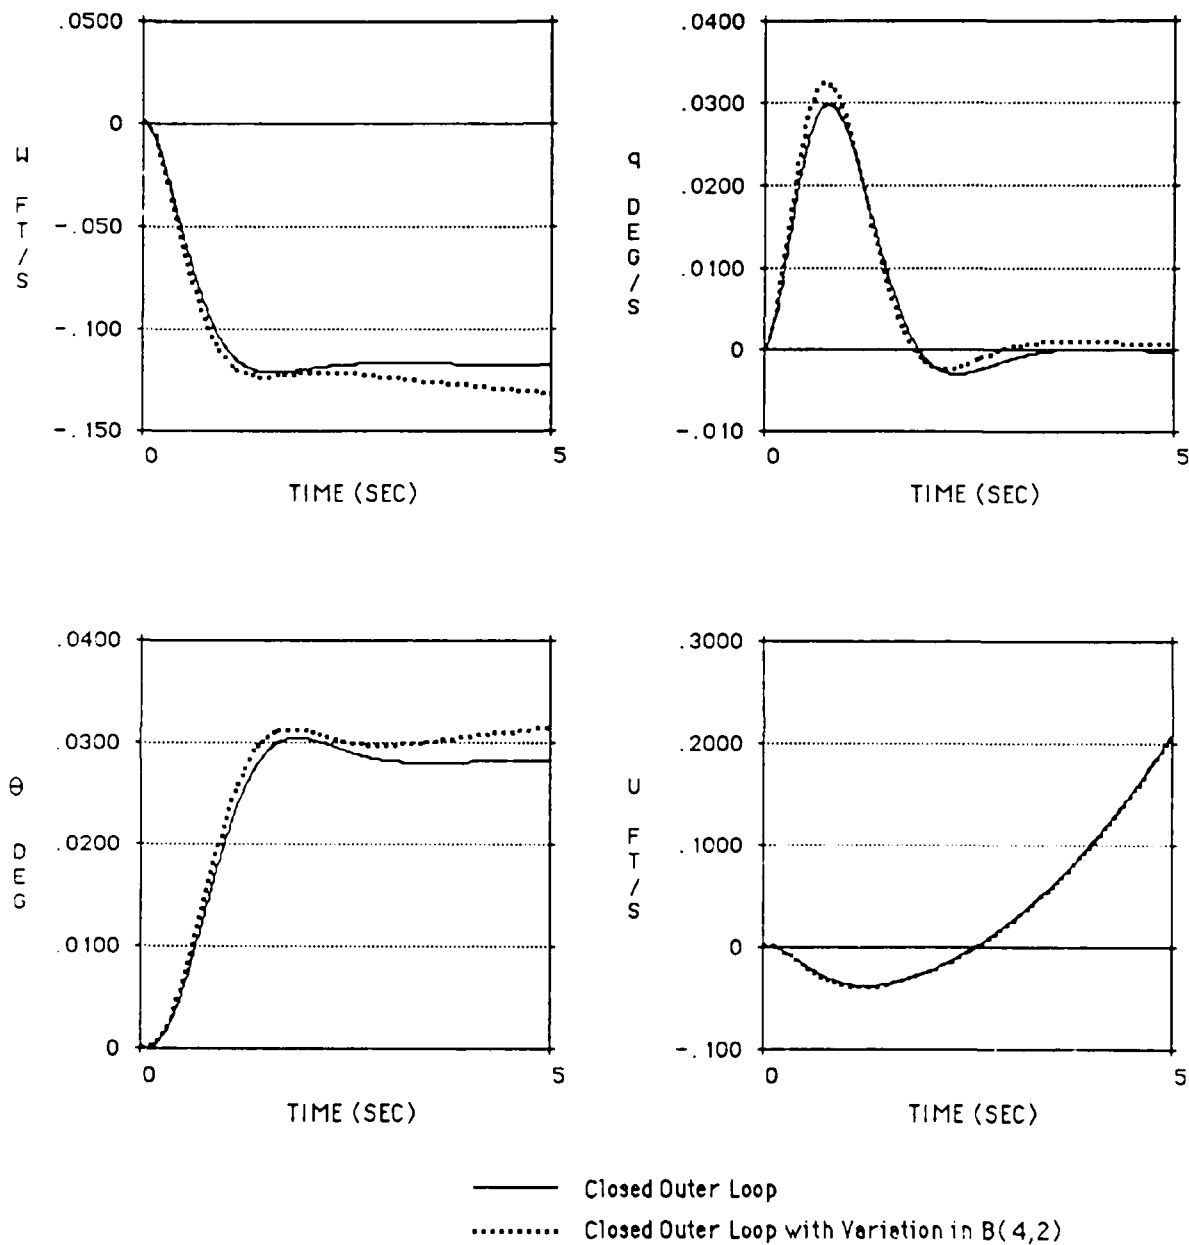 .0500
0
-.050
-.100
-.150
W FT/S
0 5
TIME (SEC)
.0400
.0300
.0200
.0100
0
-.010
q DEG/S
0 5
TIME (SEC)
.0400
.0300
.0200
.0100
0
θ DEG
0 5
TIME (SEC)
.3000
.2000
.1000
0
-.100
U FT/S
0 5
TIME (SEC)
Closed Outer Loop
Closed Outer Loop with Variation in B(4,2)